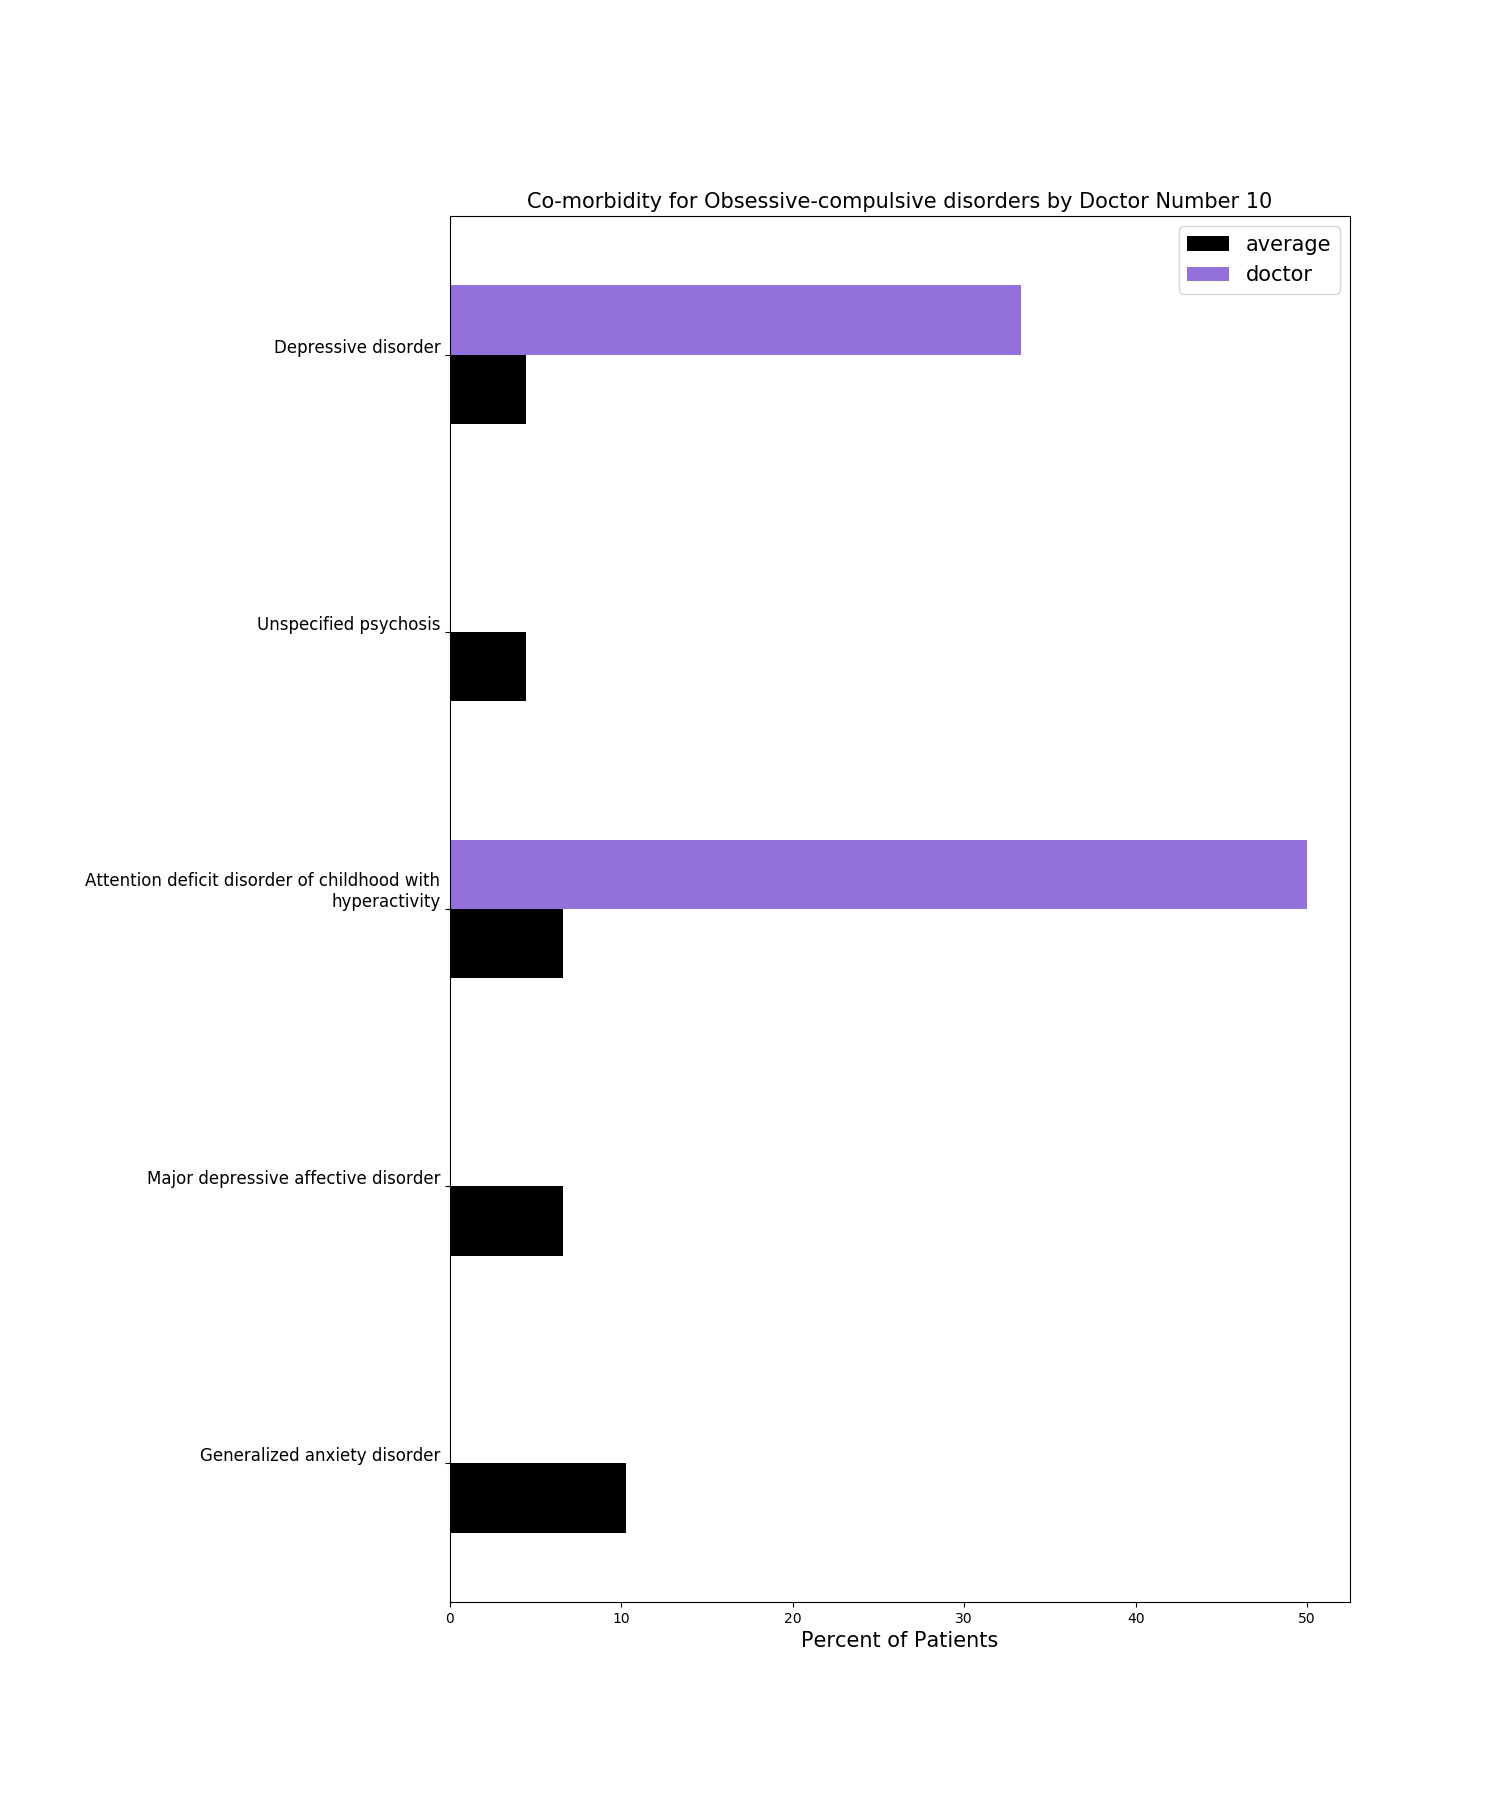 Co-morbidity for Obsessive-compulsive disorders by Doctor Number 10
average
doctor
Depressive disorder
Unspecified psychosis
Attention deficit disorder of childhood with
hyperactivity
Major depressive affective disorder
Generalized anxiety disorder
0 10 20 30 40 50
Percent of Patients